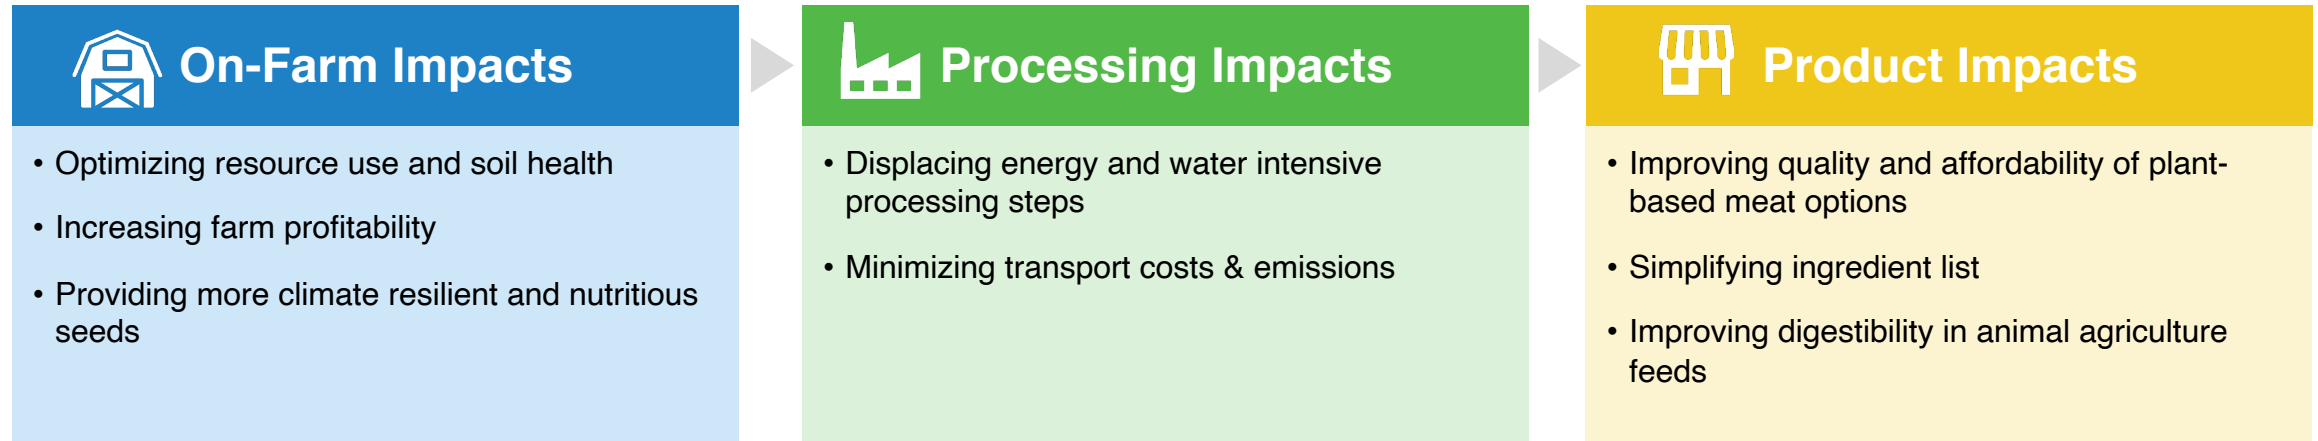 On-Farm Impacts
• Optimizing resource use and soil health
• Increasing farm profitability
• Providing more climate resilient and nutritious
seeds
Processing Impacts
• Displacing energy and water intensive
processing steps
• Minimizing transport costs & emissions
Product Impacts
• Improving quality and affordability of plant-
based meat options
• Simplifying ingredient list
• Improving digestibility in animal agriculture
feeds